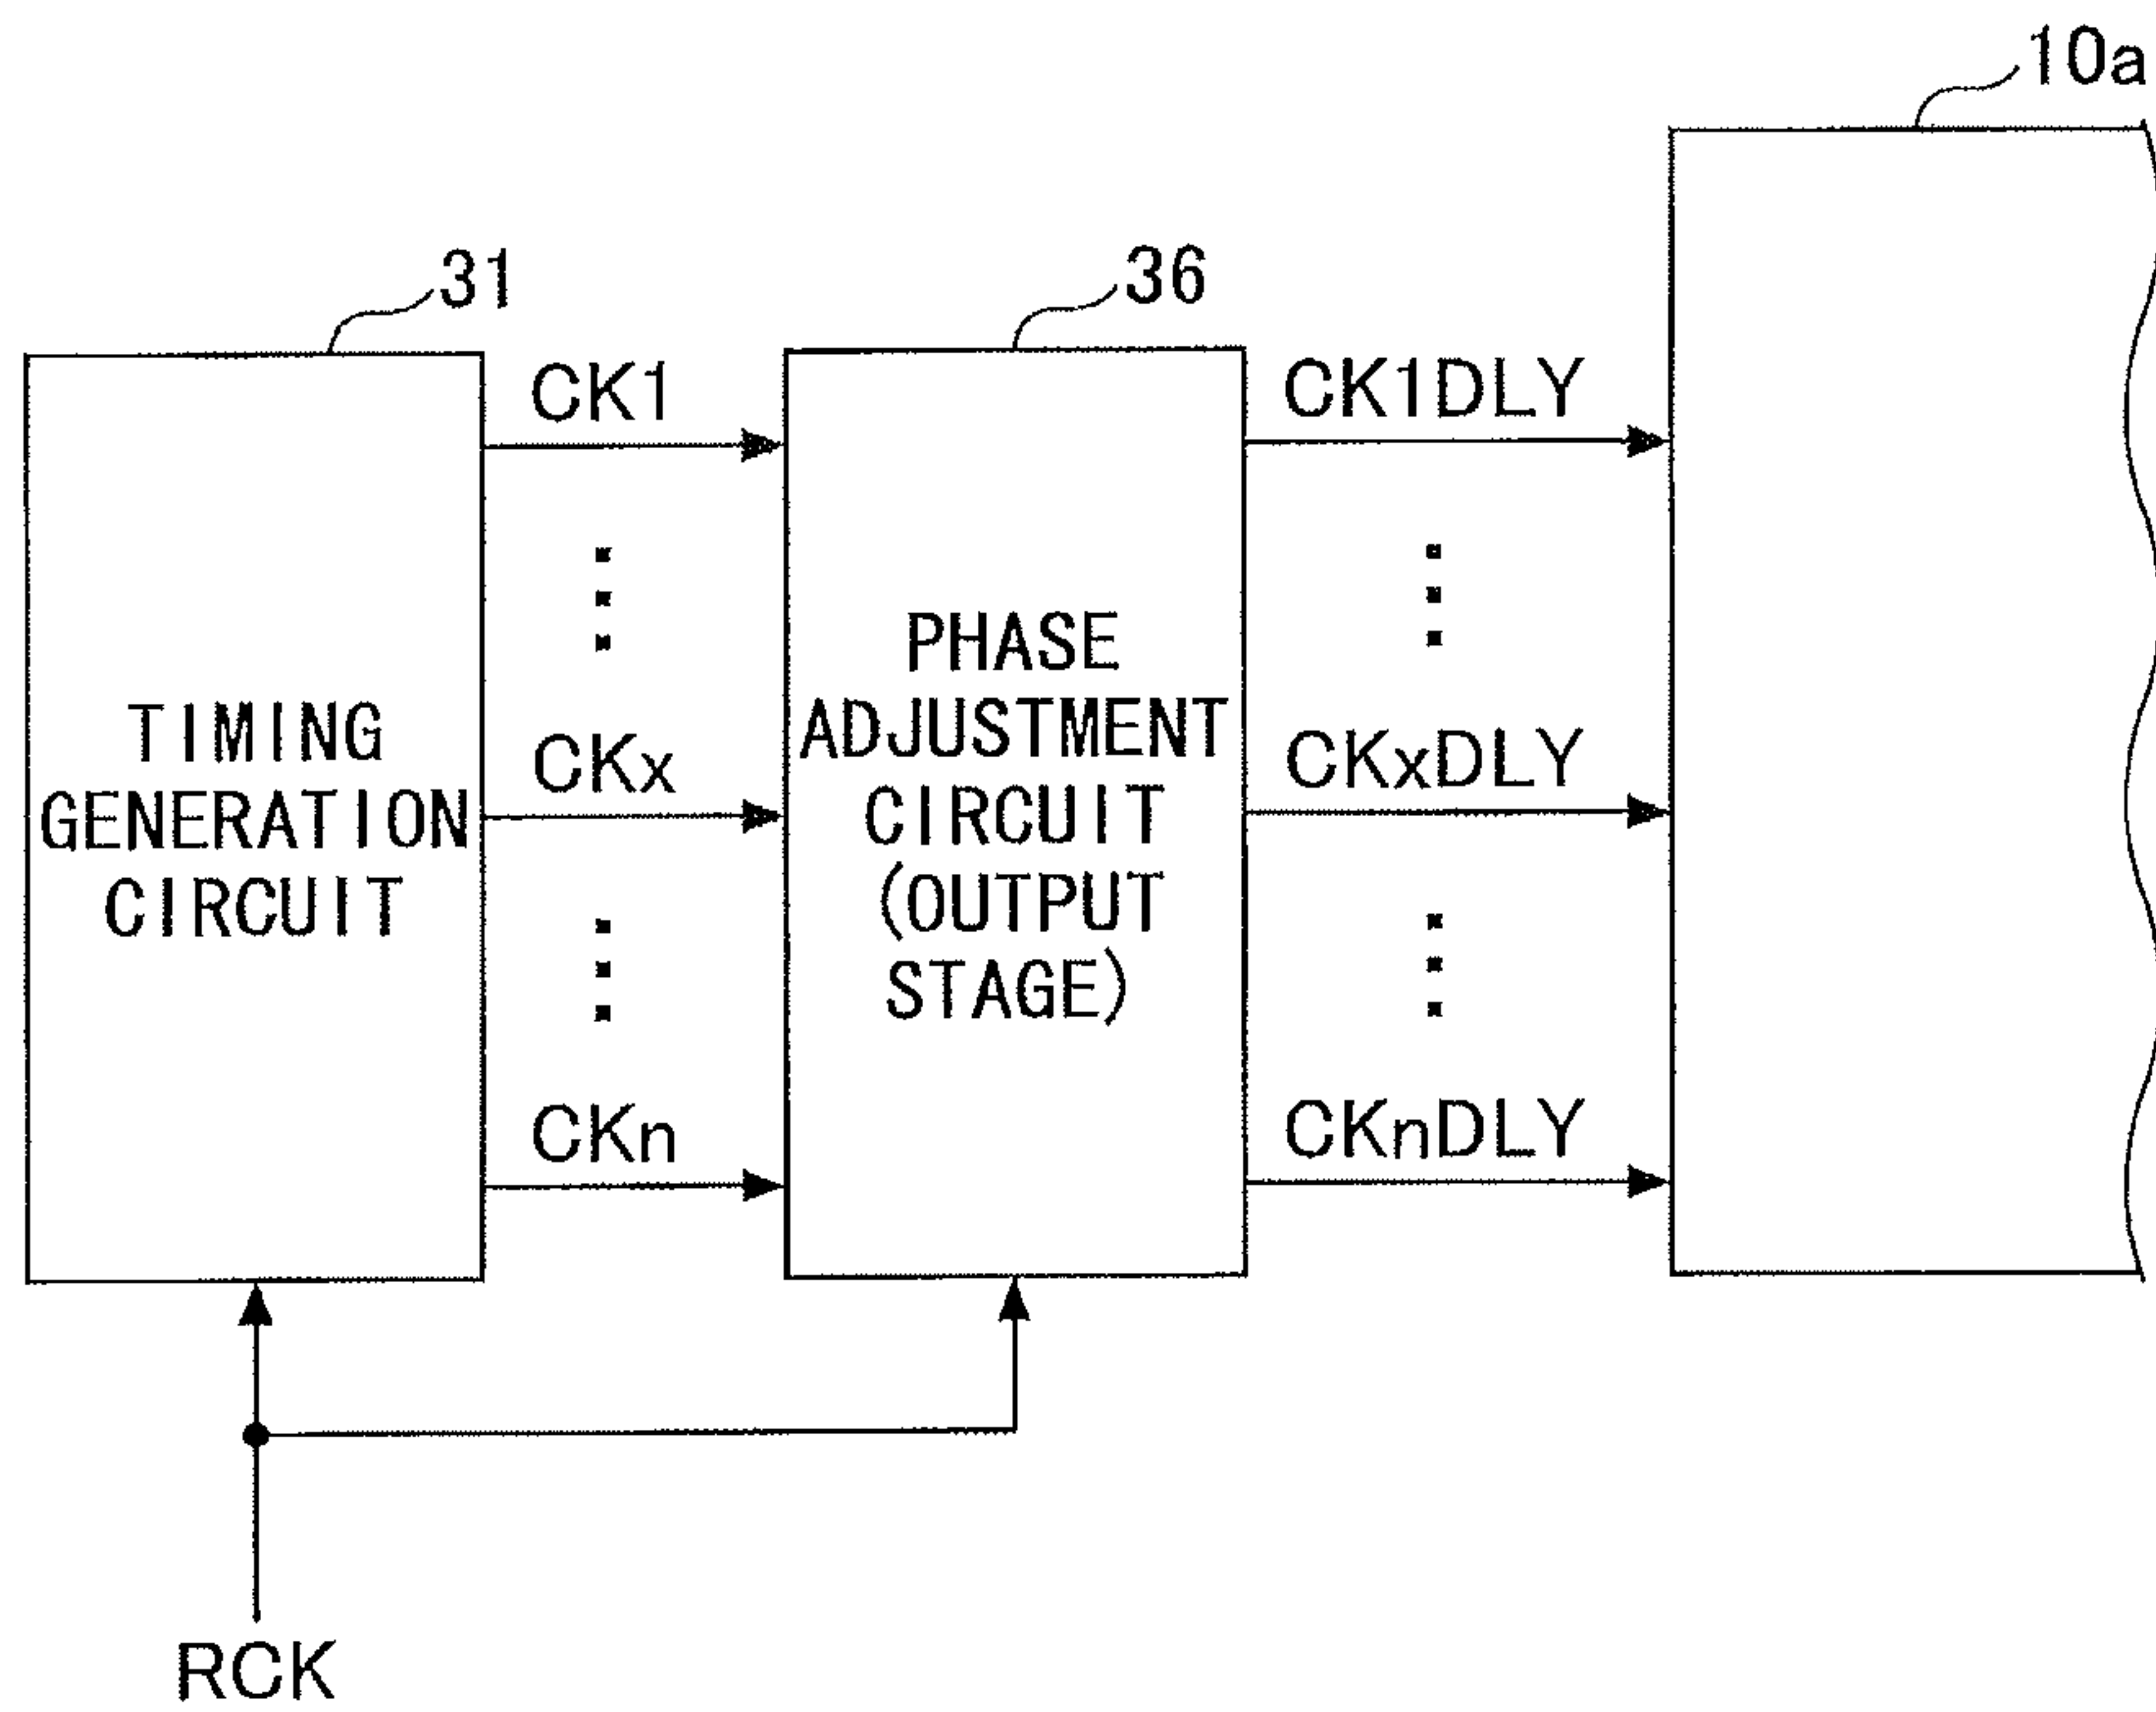 10a
31
36
CK1
CK1DLY
TIMING
GENERATION
CIRCUIT
CKx
PHASE
ADJUSTMENT
CIRCUIT
(OUTPUT
STAGE)
CKxDLY
CKn
CKnDLY
RCK